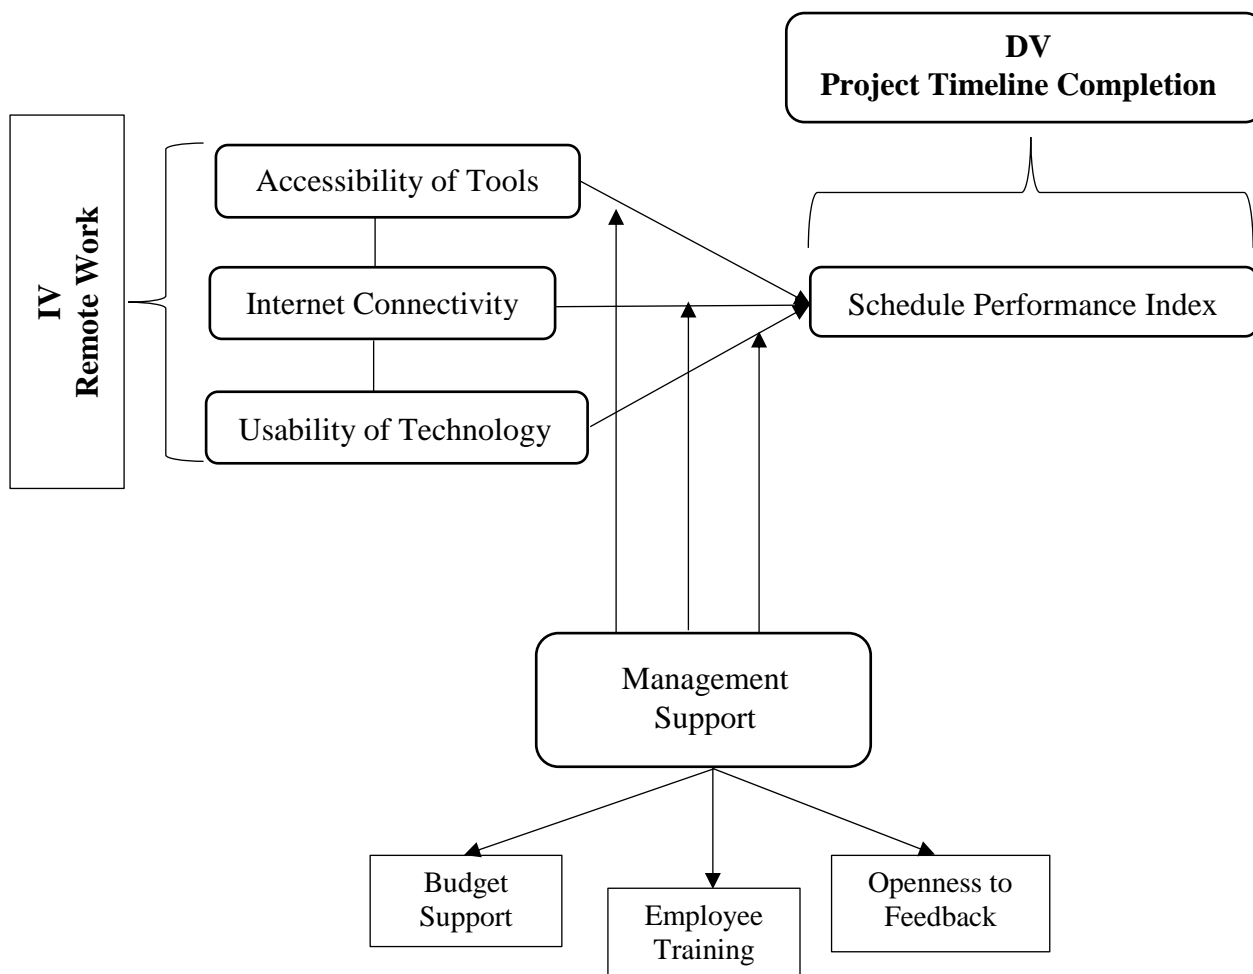 DV
Project Timeline Completion
IV
Remote Work
Accessibility of Tools
Internet Connectivity
Schedule Performance Index
Usability of Technology
Management
Support
Budget
Support
Employee
Training
Openness to
Feedback